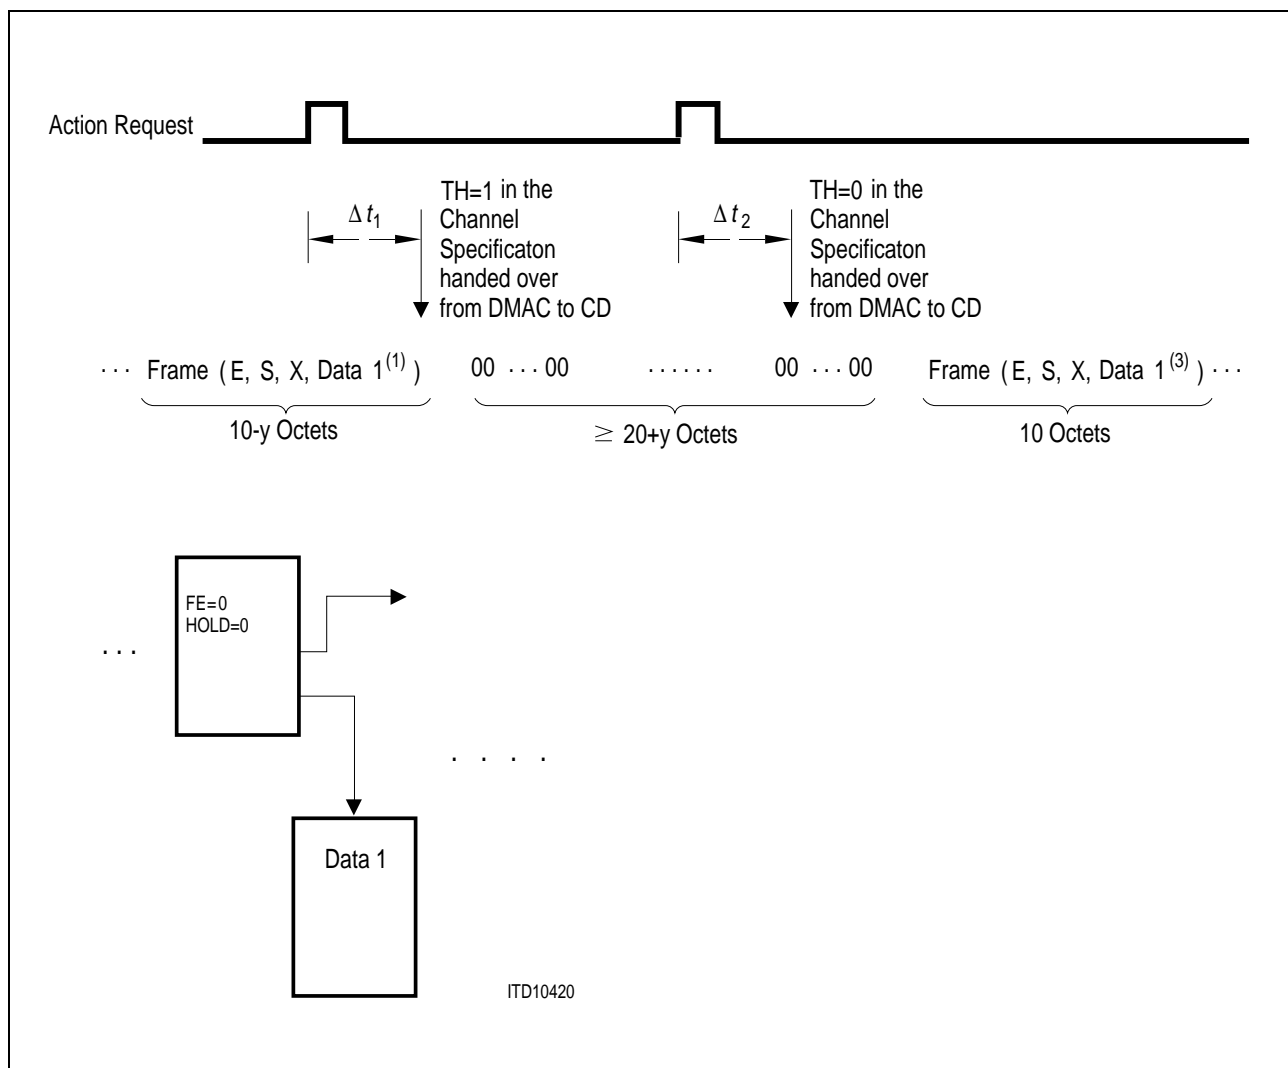 Action Request
Δt1
TH=1 in the
Channel
Specificaton
handed over
from DMAC to CD
Δt2
TH=0 in the
Channel
Specificaton
handed over
from DMAC to CD
··· Frame (E, S, X, Data 1(1)) 00 ··· 00 ······ 00 ··· 00 Frame (E, S, X, Data 1(3)) ···
10-y Octets ≥ 20+y Octets 10 Octets
FE=0
HOLD=0
...
. . . .
Data 1
ITD10420